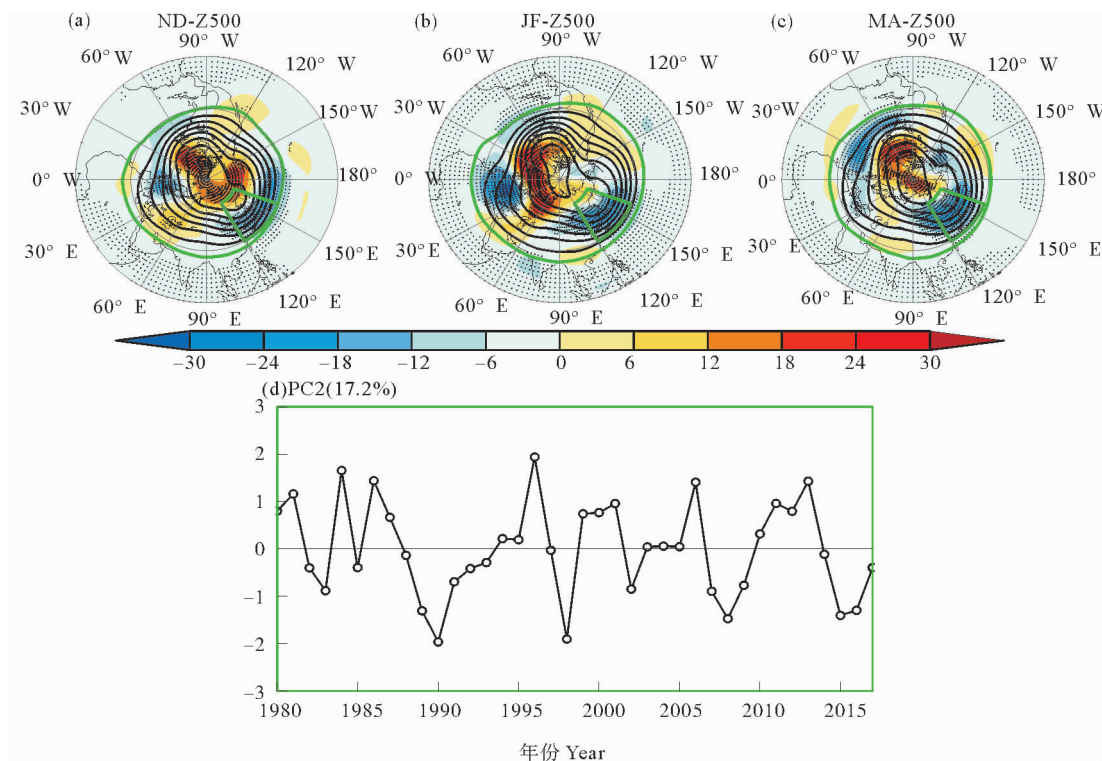 (a) ND-Z500
90° W
60° W 120° W
30° W 150° W
0° W 180°
30° E 150° E
60° E 120° E
90° E
(b) JF-Z500
90° W
60° W 120° W
30° W 150° W
0° 180°
30° E 150° E
60° E 120° E
90° E
(c) MA-Z500
90° W
60° W 120° W
30° W 150° W
0° 180°
30° E 150° E
60° E 120° E
90° E
−30 −24 −18 −12 −6 0 6 12 18 24 30
(d)PC2(17.2%)
3
2
1
0
−1
−2
−3
1980 1985 1990 1995 2000 2005 2010 2015
年份 Year